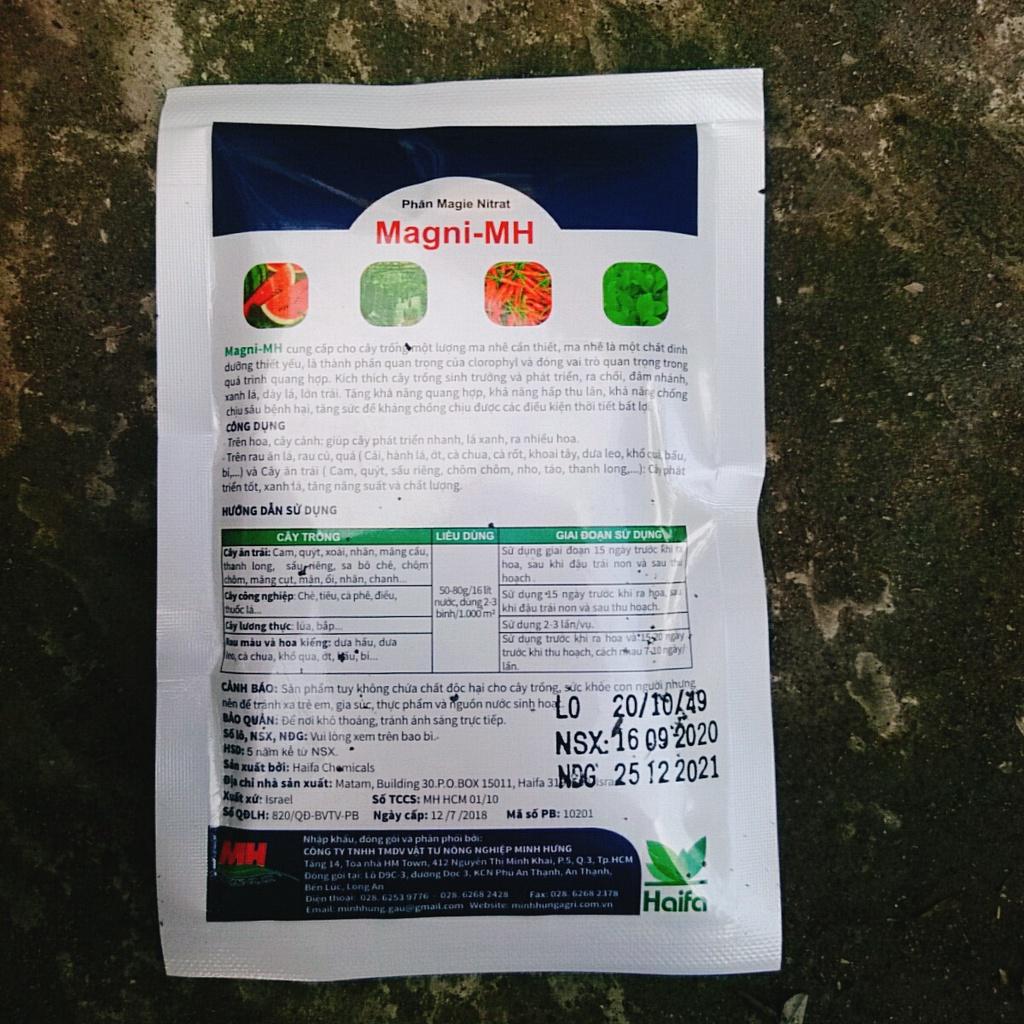 Phân Magie Nitrat
Magni-MH
Magni-MH cung cấp cho cây trồng một lượng ma nhê cần thiết, ma nhê là một chất dinh
dưỡng thiết yếu, là thành phần quan trọng của clorophyl và đóng vai trò quan trọng trong
quá trình quang hợp. Kích thích cây trồng sinh trưởng và phát triển, ra chồi, đâm nhánh,
xanh lá, dày lá, lớn trái. Tăng khả năng quang hợp, khả năng hấp thu lân, khả năng chống
chịu sâu bệnh hại, tăng sức đề kháng chống chịu được các điều kiện thời tiết bất lợi.
CÔNG DỤNG
- Trên hoa, cây cảnh: giúp cây phát triển nhanh, lá xanh, ra nhiều hoa.
- Trên rau ăn lá, rau củ, quả ( Cải, hành lá, ớt, cà chua, cà rốt, khoai tây, dưa leo, khổ qua, bầu,
bí,...) và Cây ăn trái ( Cam, quýt, sầu riêng, chôm chôm, nho, táo, thanh long,...): Cây phát
triển tốt, xanh lá, tăng năng suất và chất lượng.
HƯỚNG DẪN SỬ DỤNG
CÂY TRỒNG LIỀU DÙNG GIAI ĐOẠN SỬ DỤNG
Cây ăn trái: Cam, quýt, xoài, nhãn, mãng cầu,
thanh long, sầu riêng, sa bô chê, chôm
chôm, măng cụt, mận, ổi, nhãn, chanh...
Sử dụng giai đoạn 15 ngày trước khi ra
hoa, sau khi đậu trái non và sau thu
hoạch.
Cây công nghiệp: Chè, tiêu, cà phê, điều,
thuốc lá...
50-80g/16 lít
nước, dùng 2-3
bình/1.000 m²
Sử dụng 15 ngày trước khi ra hoa, sau
khi đậu trái non và sau thu hoạch.
Cây lương thực: lúa, bắp...
Sử dụng 2-3 lần/vụ.
Rau màu và hoa kiểng: dưa hấu, dưa
leo, cà chua, khổ qua, ớt, bầu, bí...
Sử dụng trước khi ra hoa và 15-20 ngày
trước khi thu hoạch, cách nhau 7-10 ngày/
lần.
CẢNH BÁO: Sản phẩm tuy không chứa chất độc hại cho cây trồng, sức khỏe con người nhưng
nên để tránh xa trẻ em, gia súc, thực phẩm và nguồn nước sinh hoạt.
BẢO QUẢN: Để nơi khô thoáng, tránh ánh sáng trực tiếp.
Số lô, NSX, NĐG: Vui lòng xem trên bao bì.
HSD: 5 năm kể từ NSX.
LO 20/10/49
NSX: 16 09 2020
NDG 25 12 2021
Sản xuất bởi: Haifa Chemicals
Địa chỉ nhà sản xuất: Matam, Building 30.P.O.BOX 15011, Haifa
Xuất xứ: Israel Số TCCS: MH HCM 01/10
Số QĐLH: 820/QĐ-BVTV-PB Ngày cấp: 12/7/2018 Mã số PB: 10201
MH
Nhập khẩu, đóng gói và phân phối bởi:
CÔNG TY TNHH TMDV VẬT TƯ NÔNG NGHIỆP MINH HƯNG
Tầng 14, Tòa nhà HM Town, 412 Nguyễn Thị Minh Khai, P.5, Q.3, Tp.HCM
Đóng gói tại: Lô D9C-3, đường Dọc 3, KCN Phú An Thạnh, An Thạnh,
Bến Lức, Long An
Điện thoại: 028. 6253 9776 - 028. 6268 2428 Fax: 028. 6268 2378
Email: minhhung.gau@gmail.com Website: minhhungagri.com.vn
Haifa